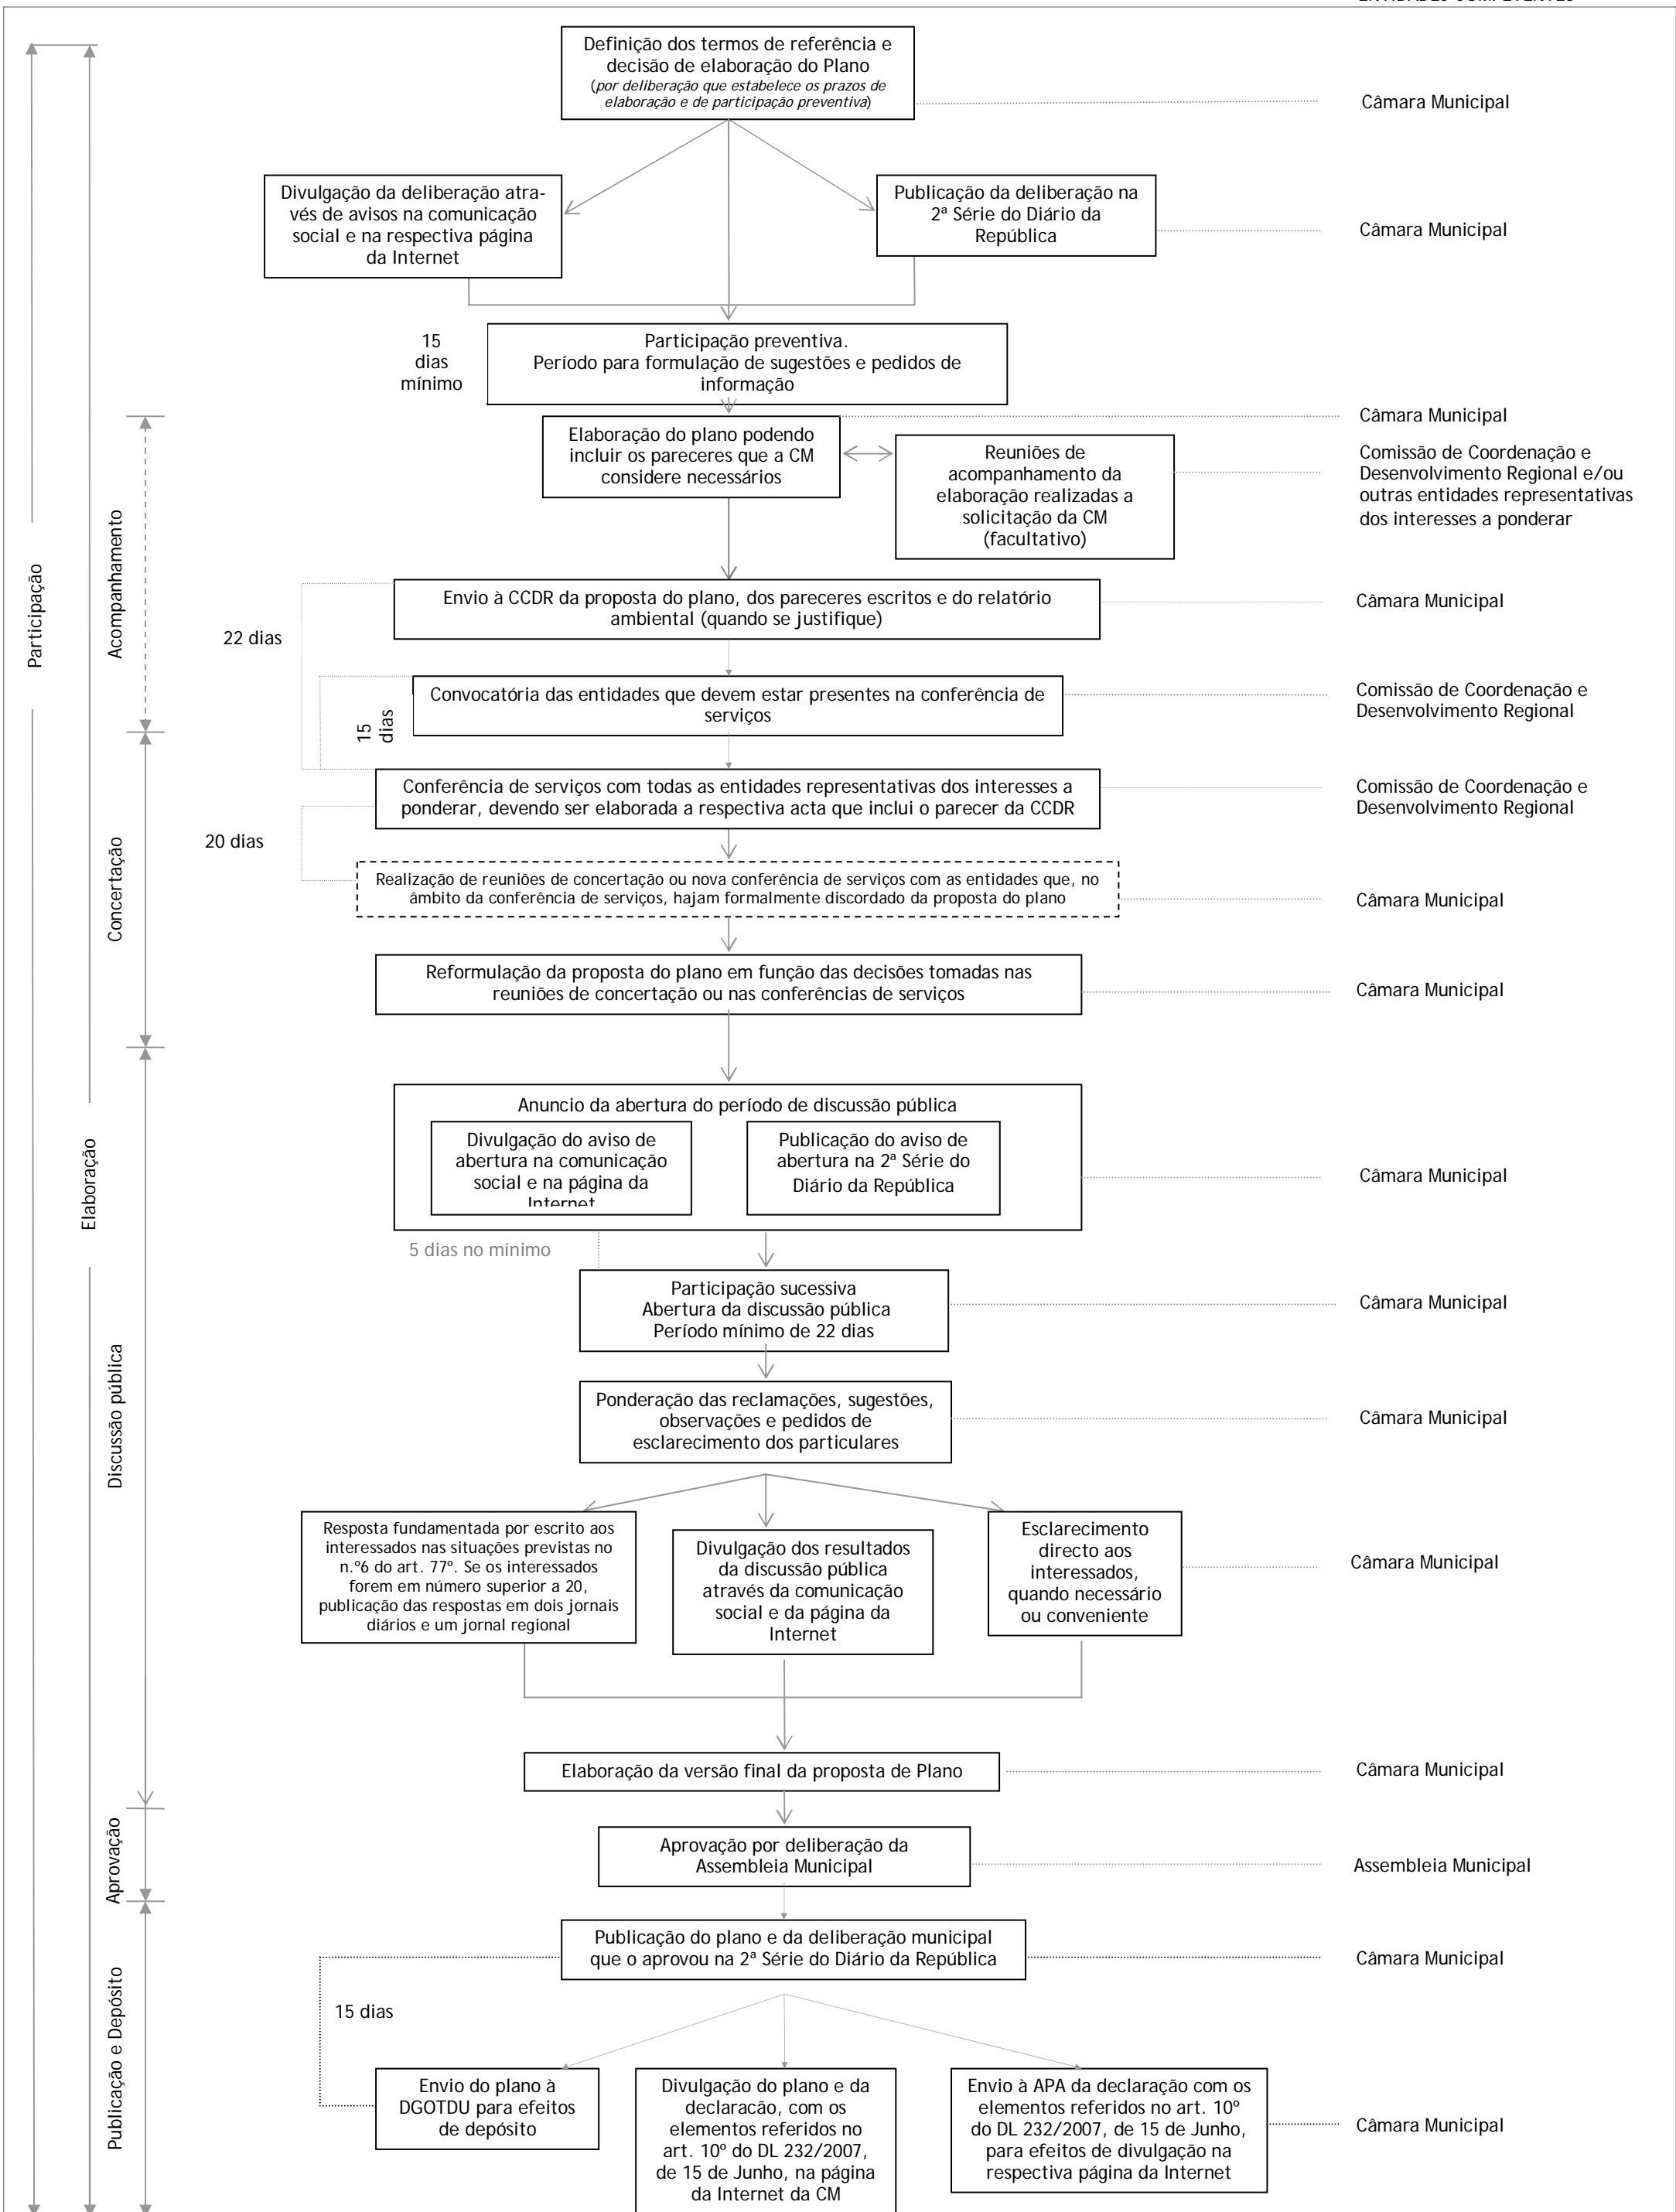 ENTIDADES COMPETENTES
Definição dos termos de referência e
decisão de elaboração do Plano
(por deliberação que estabelece os prazos de
elaboração e de participação preventiva)
Câmara Municipal
Divulgação da deliberação atra-
vés de avisos na comunicação
social e na respectiva página
da Internet
Publicação da deliberação na
2ª Série do Diário da
República
Câmara Municipal
15
dias
mínimo
Participação preventiva.
Período para formulação de sugestões e pedidos de
informação
Câmara Municipal
Elaboração do plano podendo
incluir os pareceres que a CM
considere necessários
Reuniões de
acompanhamento da
elaboração realizadas a
solicitação da CM
(facultativo)
Comissão de Coordenação e
Desenvolvimento Regional e/ou
outras entidades representativas
dos interesses a ponderar
Participação
Acompanhamento
22 dias
Envio à CCDR da proposta do plano, dos pareceres escritos e do relatório
ambiental (quando se justifique)
Câmara Municipal
15
dias
Convocatória das entidades que devem estar presentes na conferência de
serviços
Comissão de Coordenação e
Desenvolvimento Regional
Conferência de serviços com todas as entidades representativas dos interesses a
ponderar, devendo ser elaborada a respectiva acta que inclui o parecer da CCDR
Comissão de Coordenação e
Desenvolvimento Regional
Concertação
20 dias
Realização de reuniões de concertação ou nova conferência de serviços com as entidades que, no
âmbito da conferência de serviços, hajam formalmente discordado da proposta do plano
Câmara Municipal
Reformulação da proposta do plano em função das decisões tomadas nas
reuniões de concertação ou nas conferências de serviços
Câmara Municipal
Elaboração
Anuncio da abertura do período de discussão pública
Divulgação do aviso de
abertura na comunicação
social e na página da
Internet
Publicação do aviso de
abertura na 2ª Série do
Diário da República
Câmara Municipal
5 dias no mínimo
Participação sucessiva
Abertura da discussão pública
Período mínimo de 22 dias
Câmara Municipal
Discussão pública
Ponderação das reclamações, sugestões,
observações e pedidos de
esclarecimento dos particulares
Câmara Municipal
Resposta fundamentada por escrito aos
interessados nas situações previstas no
n.º6 do art. 77º. Se os interessados
forem em número superior a 20,
publicação das respostas em dois jornais
diários e um jornal regional
Divulgação dos resultados
da discussão pública
através da comunicação
social e da página da
Internet
Esclarecimento
directo aos
interessados,
quando necessário
ou conveniente
Câmara Municipal
Elaboração da versão final da proposta de Plano
Câmara Municipal
Aprovação
Aprovação por deliberação da
Assembleia Municipal
Assembleia Municipal
Publicação e Depósito
Publicação do plano e da deliberação municipal
que o aprovou na 2ª Série do Diário da República
Câmara Municipal
15 dias
Envio do plano à
DGOTDU para efeitos
de depósito
Divulgação do plano e da
declaracão, com os
elementos referidos no
art. 10º do DL 232/2007,
de 15 de Junho, na página
da Internet da CM
Envio à APA da declaração com os
elementos referidos no art. 10º
do DL 232/2007, de 15 de Junho,
para efeitos de divulgação na
respectiva página da Internet
Câmara Municipal